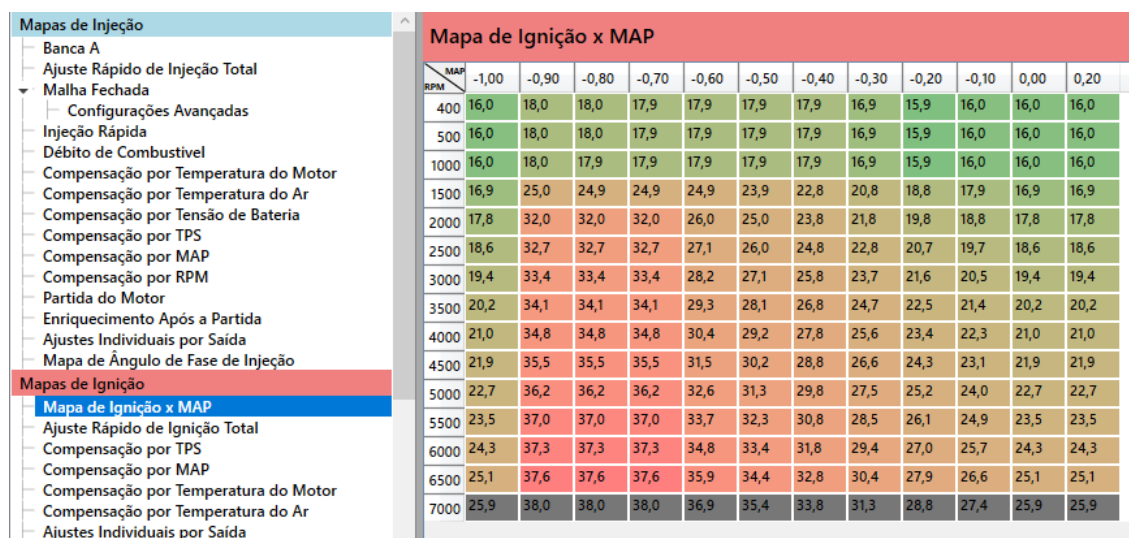 Mapas de Injeção
Banca A
Ajuste Rápido de Injeção Total
Malha Fechada
Configurações Avançadas
Injeção Rápida
Débito de Combustivel
Compensação por Temperatura do Motor
Compensação por Temperatura do Ar
Compensação por Tensão de Bateria
Compensação por TPS
Compensação por MAP
Compensação por RPM
Partida do Motor
Enriquecimento Após a Partida
Ajustes Individuais por Saída
Mapa de Ângulo de Fase de Injeção
Mapas de Ignição
Mapa de Ignição x MAP
Ajuste Rápido de Ignição Total
Compensação por TPS
Compensação por MAP
Compensação por Temperatura do Motor
Compensação por Temperatura do Ar
Ajustes Individuais por Saída
Mapa de Ignição x MAP
RPM MAP -1,00 -0,90 -0,80 -0,70 -0,60 -0,50 -0,40 -0,30 -0,20 -0,10 0,00 0,20
400 16,0 18,0 18,0 17,9 17,9 17,9 17,9 16,9 15,9 16,0 16,0 16,0
500 16,0 18,0 18,0 17,9 17,9 17,9 17,9 16,9 15,9 16,0 16,0 16,0
1000 16,0 18,0 17,9 17,9 17,9 17,9 17,9 16,9 15,9 16,0 16,0 16,0
1500 16,9 25,0 24,9 24,9 24,9 23,9 22,8 20,8 18,8 17,9 16,9 16,9
2000 17,8 32,0 32,0 32,0 26,0 25,0 23,8 21,8 19,8 18,8 17,8 17,8
2500 18,6 32,7 32,7 32,7 27,1 26,0 24,8 22,8 20,7 19,7 18,6 18,6
3000 19,4 33,4 33,4 33,4 28,2 27,1 25,8 23,7 21,6 20,5 19,4 19,4
3500 20,2 34,1 34,1 34,1 29,3 28,1 26,8 24,7 22,5 21,4 20,2 20,2
4000 21,0 34,8 34,8 34,8 30,4 29,2 27,8 25,6 23,4 22,3 21,0 21,0
4500 21,9 35,5 35,5 35,5 31,5 30,2 28,8 26,6 24,3 23,1 21,9 21,9
5000 22,7 36,2 36,2 36,2 32,6 31,3 29,8 27,5 25,2 24,0 22,7 22,7
5500 23,5 37,0 37,0 37,0 33,7 32,3 30,8 28,5 26,1 24,9 23,5 23,5
6000 24,3 37,3 37,3 37,3 34,8 33,4 31,8 29,4 27,0 25,7 24,3 24,3
6500 25,1 37,6 37,6 37,6 35,9 34,4 32,8 30,4 27,9 26,6 25,1 25,1
7000 25,9 38,0 38,0 38,0 36,9 35,4 33,8 31,3 28,8 27,4 25,9 25,9